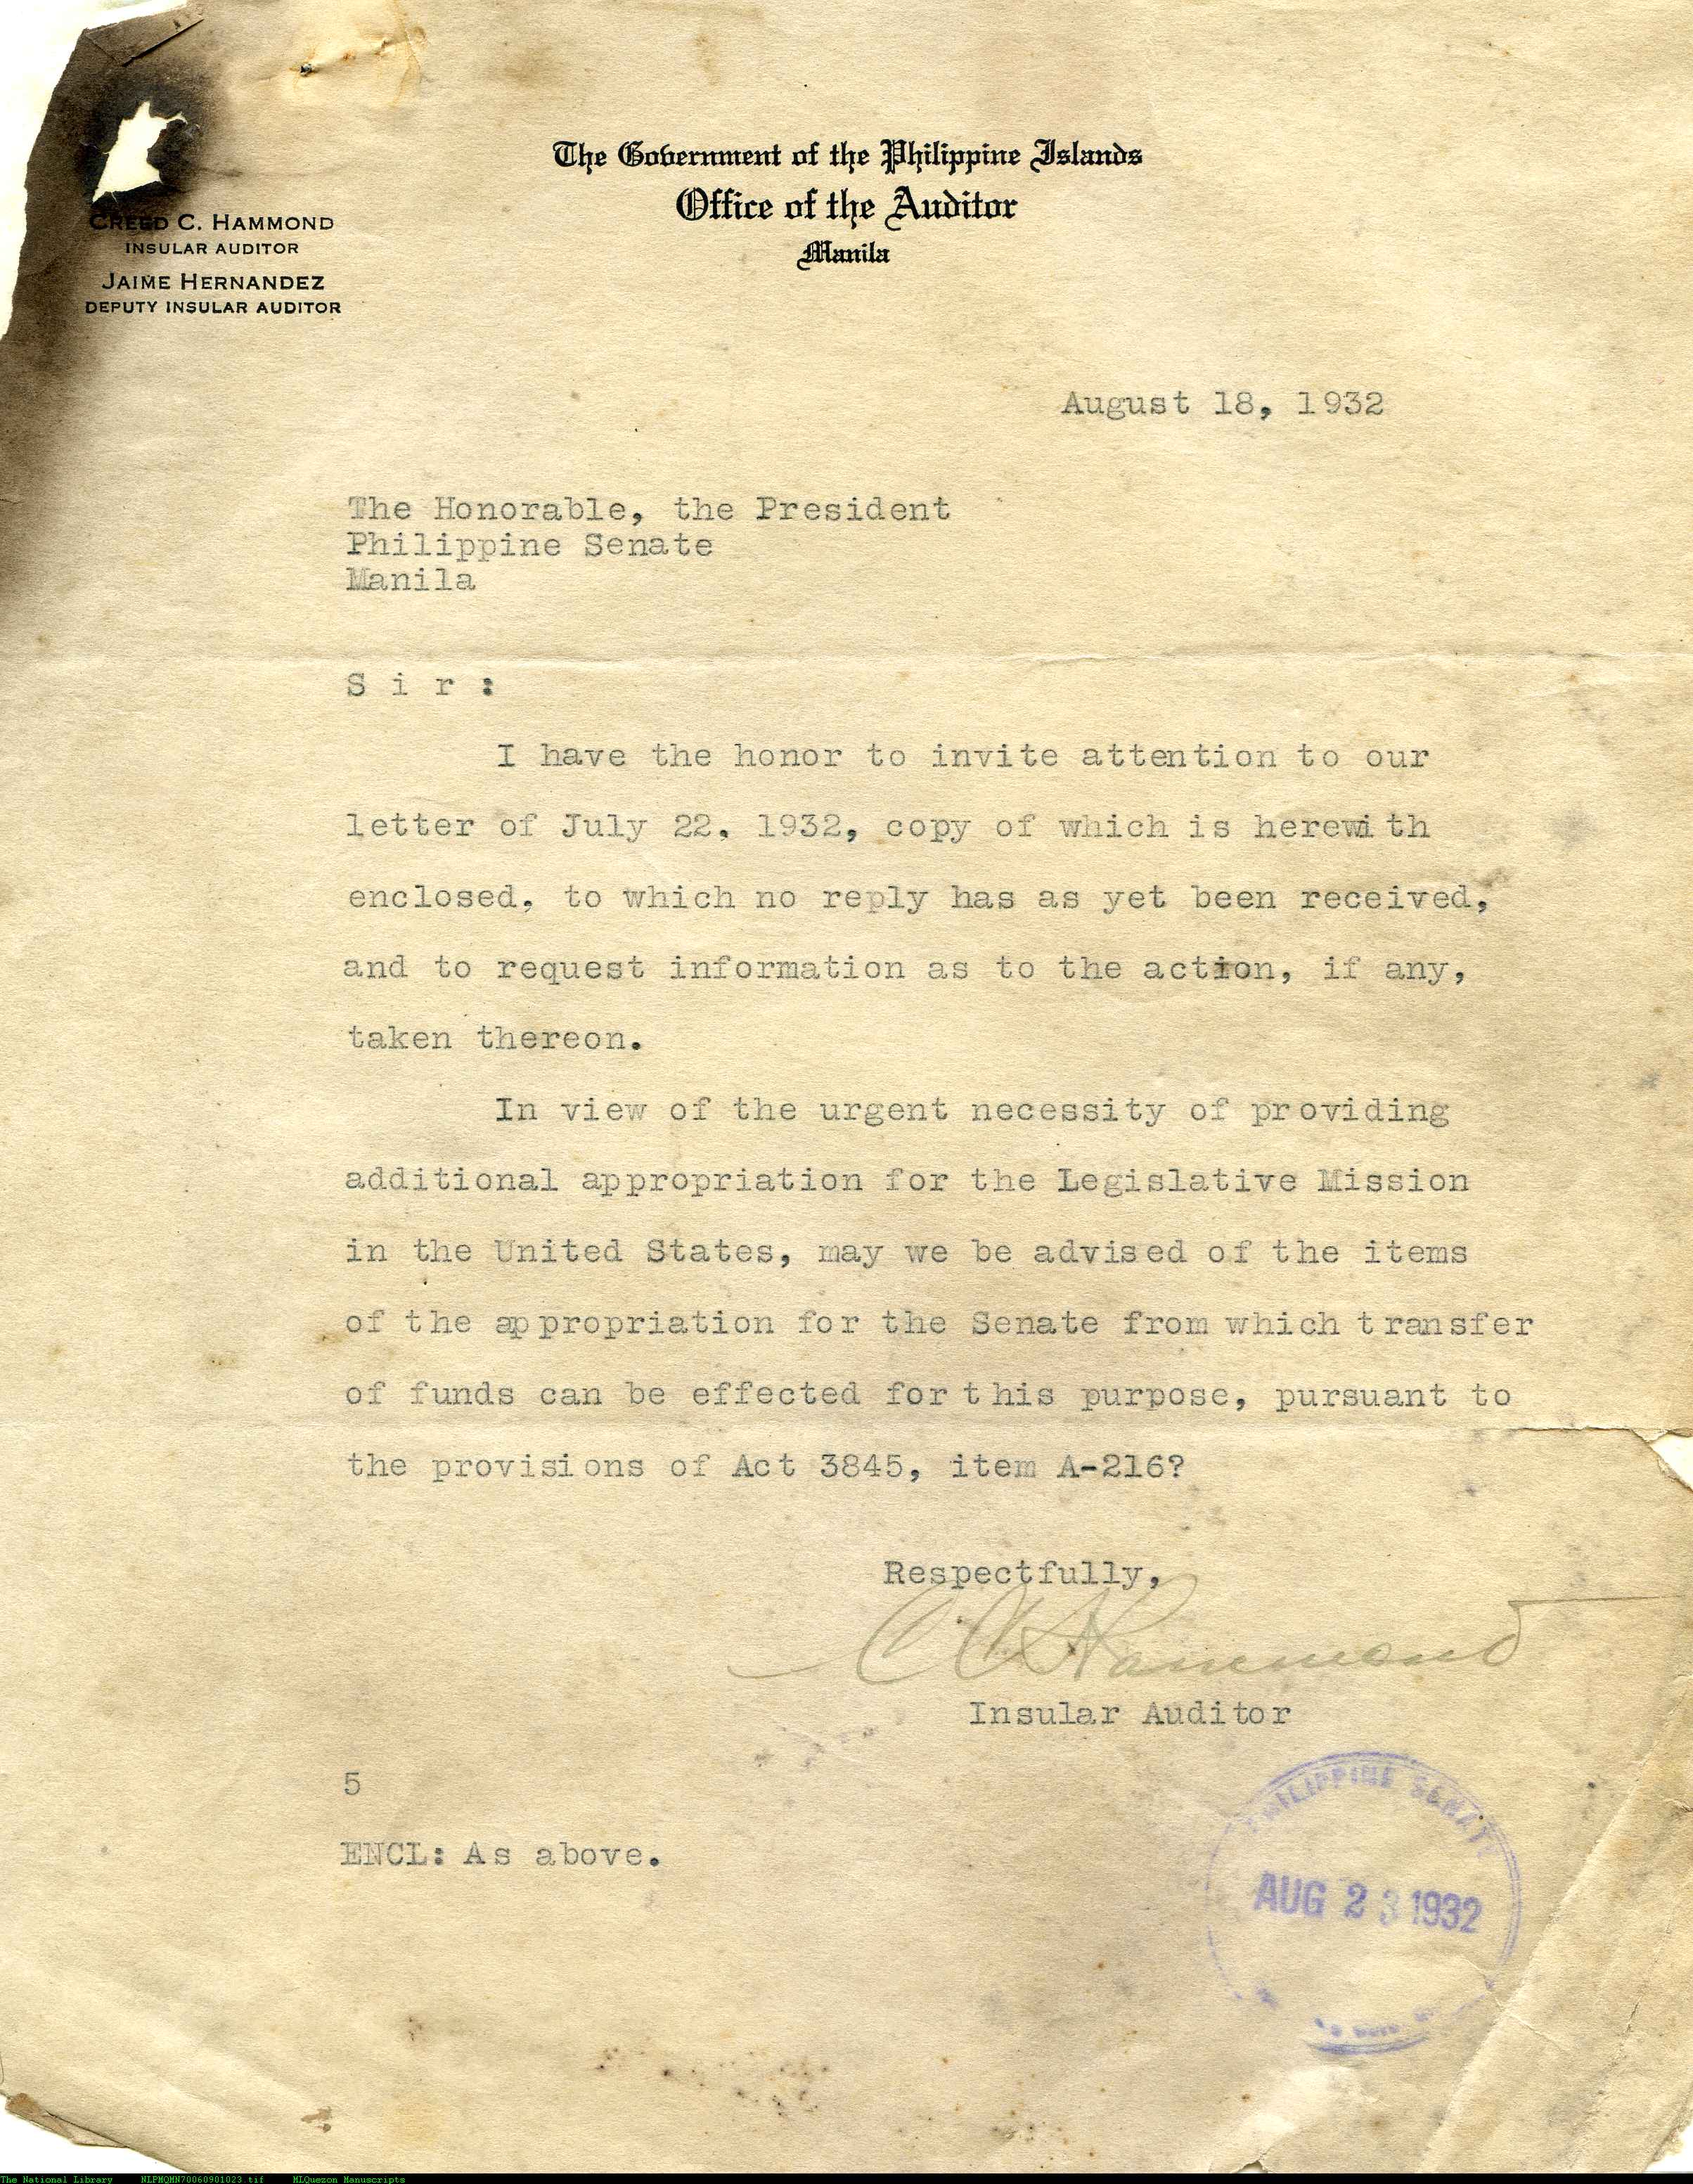 The Government of the Philippine Islands
Office of the Auditor
Manila
CREED C. HAMMOND
INSULAR AUDITOR
JAIME HERNANDEZ
DEPUTY INSULAR AUDITOR
August 18, 1932
The Honorable, the President
Philippine Senate
Manila
S i r :
I have the honor to invite attention to our
letter of July 22, 1932, copy of which is herewith
enclosed, to which no reply has as yet been received,
and to request information as to the action, if any,
taken thereon.
In view of the urgent necessity of providing
additional appropriation for the Legislative Mission
in the United States, may we be advised of the items
of the appropriation for the Senate from which transfer
of funds can be effected for this purpose, pursuant to
the provisions of Act 3845, item A-216?
Respectfully,
C C Hammond
Insular Auditor
5
ENCL: As above.
PHILIPPINE SENATE
AUG 23 1932
The National Library NLPMQMN70060901023.tif MLQuezon Manuscripts